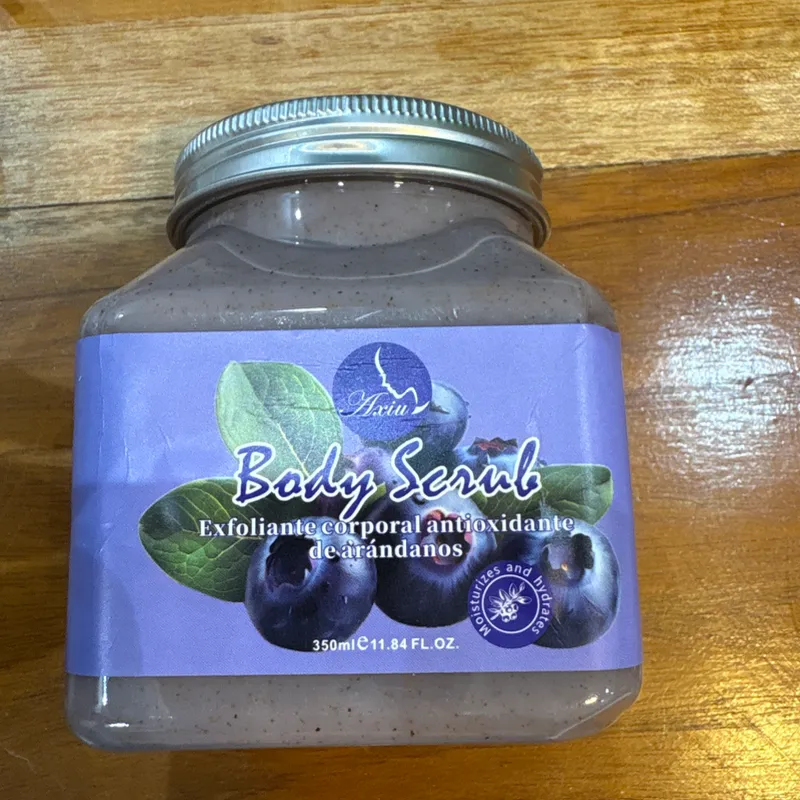 Axiu
Body Scrub
Exfoliante corporal antioxidante
de arándanos
Moisturizes and hydrates
350ml℮11.84 FL.OZ.